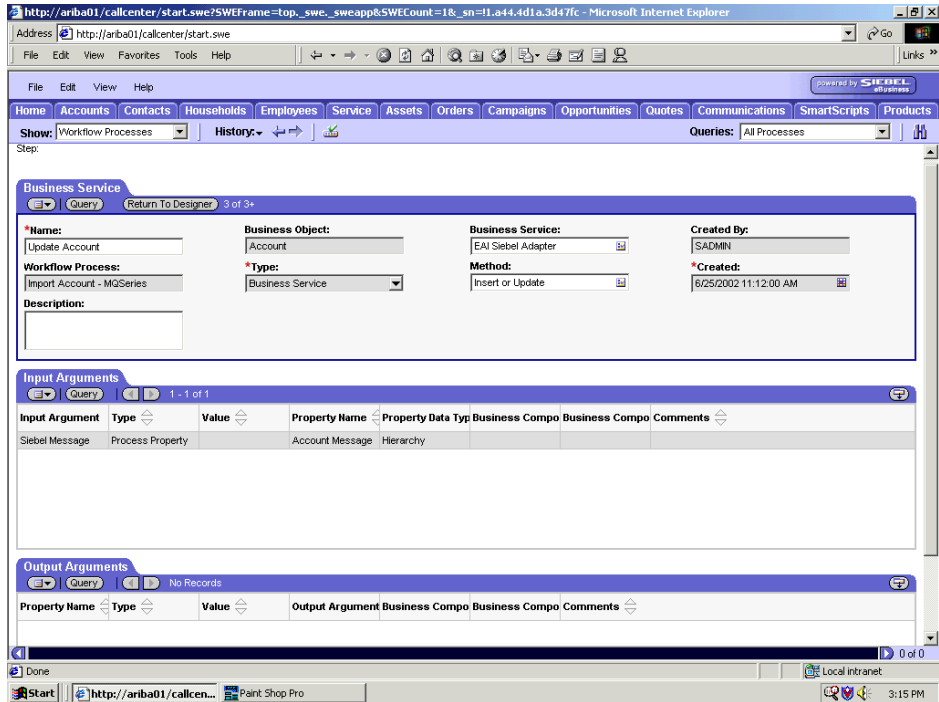 http://ariba01/callcenter/start.swe?SWEFrame=top._swe._sweapp&SWECount=1&_sn=!1.a44.4d1a.3d47fc - Microsoft Internet Explorer
Address http://ariba01/callcenter/start.swe Go
File Edit View Favorites Tools Help Links »
File Edit View Help powered by SIEBEL eBusiness
Home Accounts Contacts Households Employees Service Assets Orders Campaigns Opportunities Quotes Communications SmartScripts Products
Show: Workflow Processes History: Queries: All Processes
Step:
Business Service
Query Return To Designer 3 of 3+
*Name: Business Object: Business Service: Created By:
Update Account Account EAI Siebel Adapter SADMIN
Workflow Process: *Type: Method: *Created:
Import Account - MQSeries Business Service Insert or Update 6/25/2002 11:12:00 AM
Description:
Input Arguments
Query 1 - 1 of 1
Input Argument Type Value Property Name Property Data Typ Business Compo Business Compo Comments
Siebel Message Process Property Account Message Hierarchy
Output Arguments
Query No Records
Property Name Type Value Output Argument Business Compo Business Compo Comments
0 of 0
Done Local intranet
Start http://ariba01/callcen... Paint Shop Pro 3:15 PM